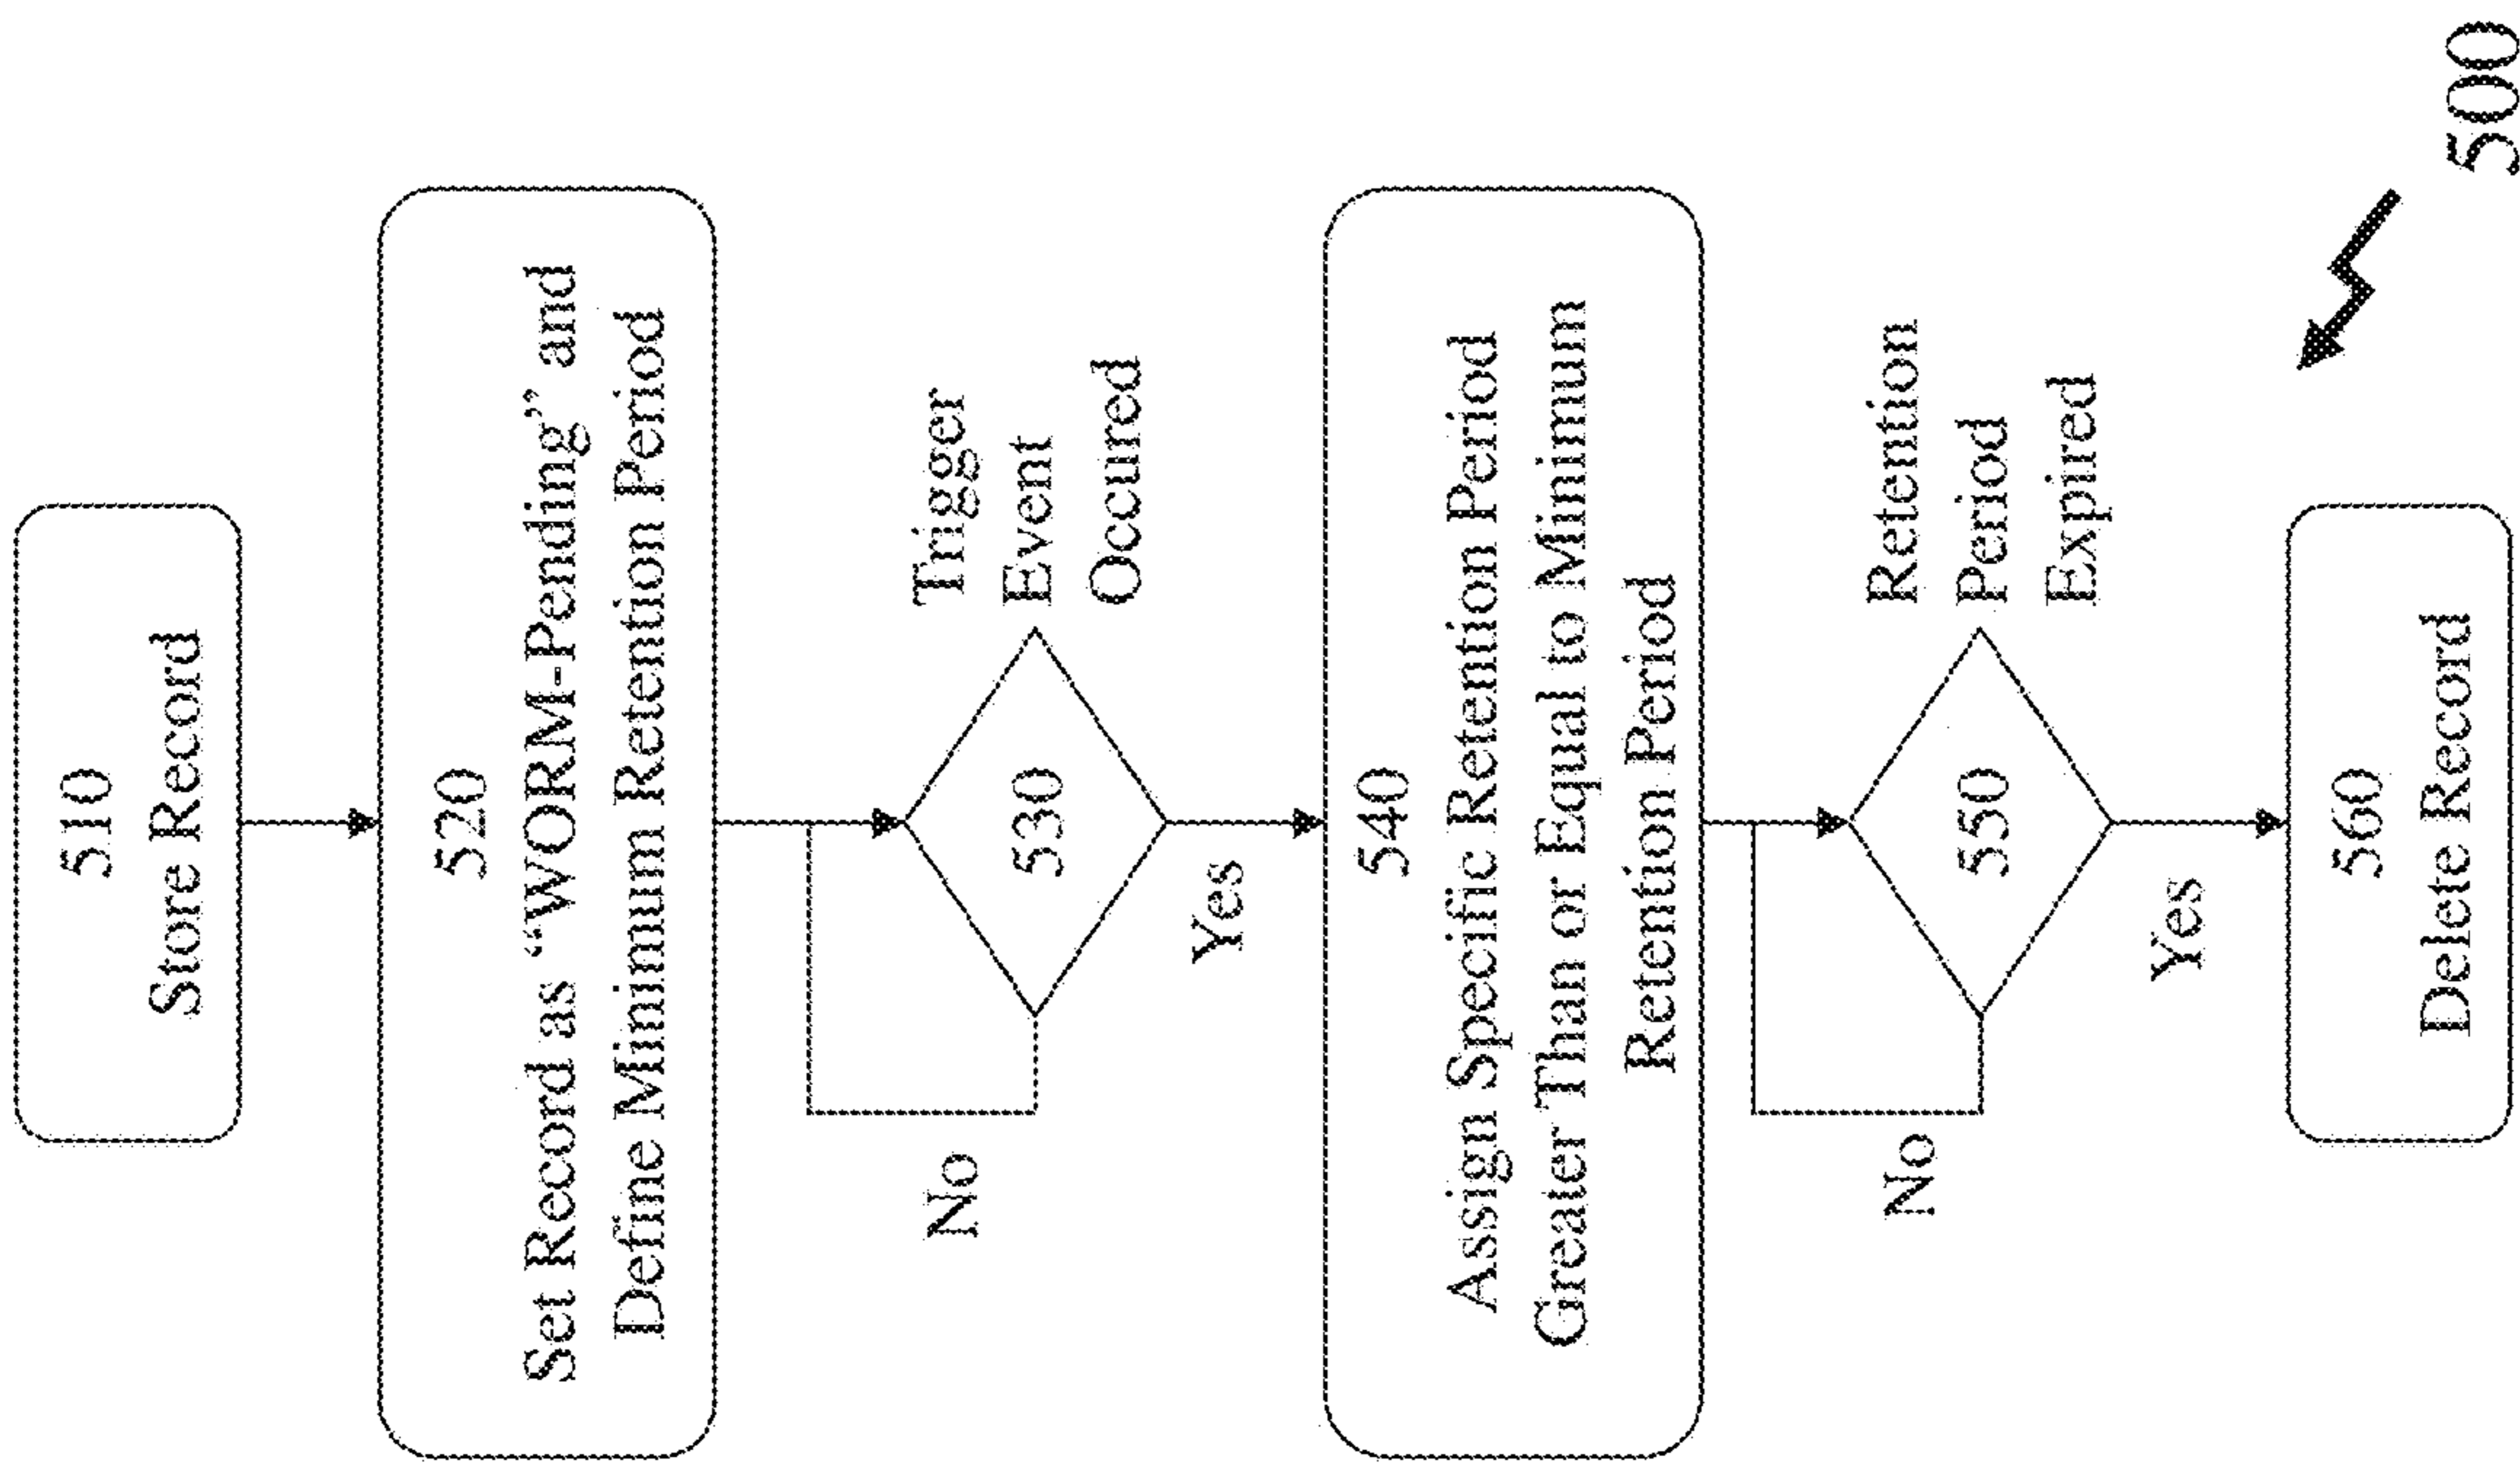 510
Store Record
520
Set Record as “WORM-Pending” and
Define Minimum Retention Period
530
Trigger
Event
Occured
No
Yes
540
Assign Specific Retention Period
Greater Than or Equal to Minimum
Retention Period
550
Retention
Period
Expired
No
Yes
560
Delete Record
500